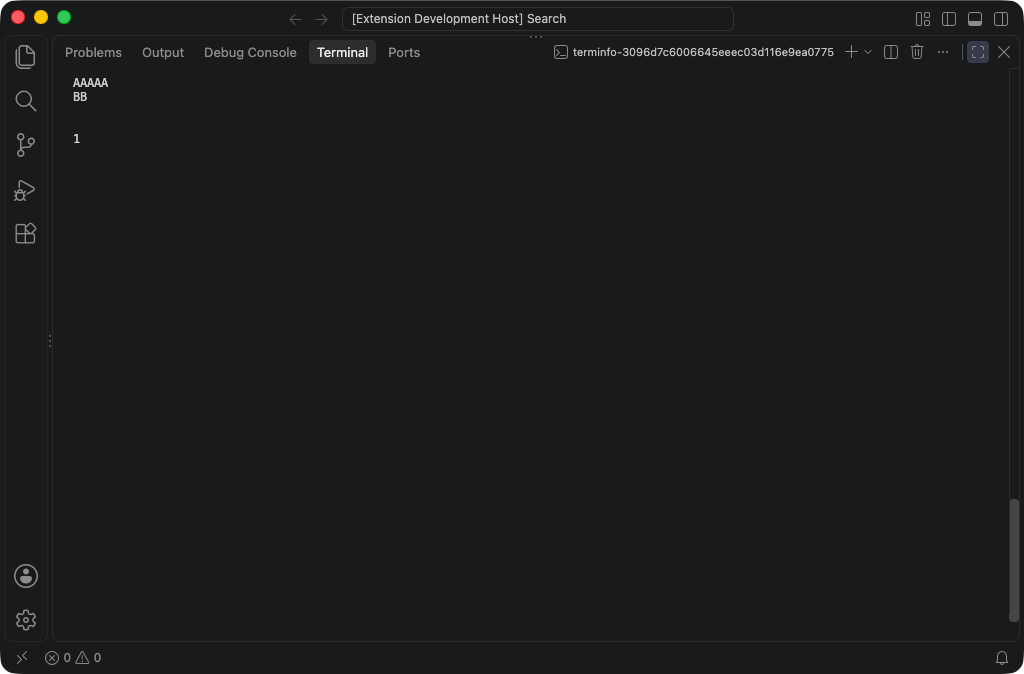 [Extension Development Host] Search
Problems Output Debug Console Terminal Ports
terminfo-3096d7c6006645eeec03d116e9ea0775
AAAAA
BB
1
0 0